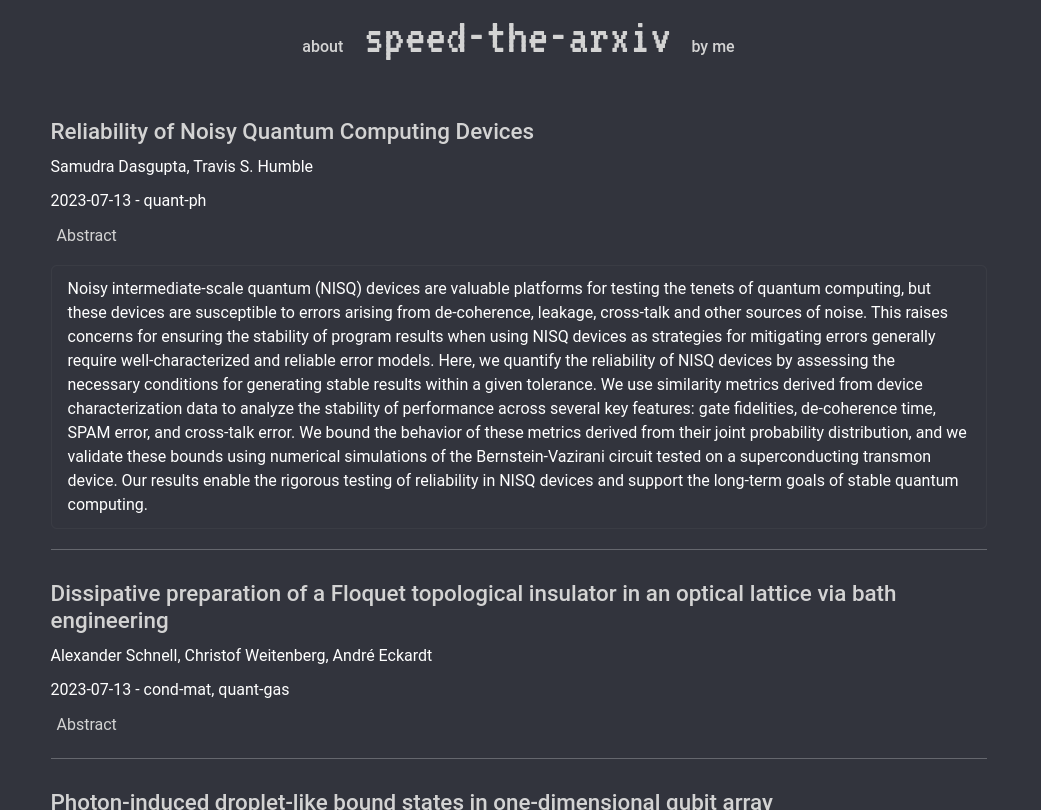 about speed-the-arxiv by me
Reliability of Noisy Quantum Computing Devices
Samudra Dasgupta, Travis S. Humble
2023-07-13 - quant-ph
Abstract
Noisy intermediate-scale quantum (NISQ) devices are valuable platforms for testing the tenets of quantum computing, but
these devices are susceptible to errors arising from de-coherence, leakage, cross-talk and other sources of noise. This raises
concerns for ensuring the stability of program results when using NISQ devices as strategies for mitigating errors generally
require well-characterized and reliable error models. Here, we quantify the reliability of NISQ devices by assessing the
necessary conditions for generating stable results within a given tolerance. We use similarity metrics derived from device
characterization data to analyze the stability of performance across several key features: gate fidelities, de-coherence time,
SPAM error, and cross-talk error. We bound the behavior of these metrics derived from their joint probability distribution, and we
validate these bounds using numerical simulations of the Bernstein-Vazirani circuit tested on a superconducting transmon
device. Our results enable the rigorous testing of reliability in NISQ devices and support the long-term goals of stable quantum
computing.
Dissipative preparation of a Floquet topological insulator in an optical lattice via bath
engineering
Alexander Schnell, Christof Weitenberg, André Eckardt
2023-07-13 - cond-mat, quant-gas
Abstract
Photon-induced droplet-like bound states in one-dimensional qubit array